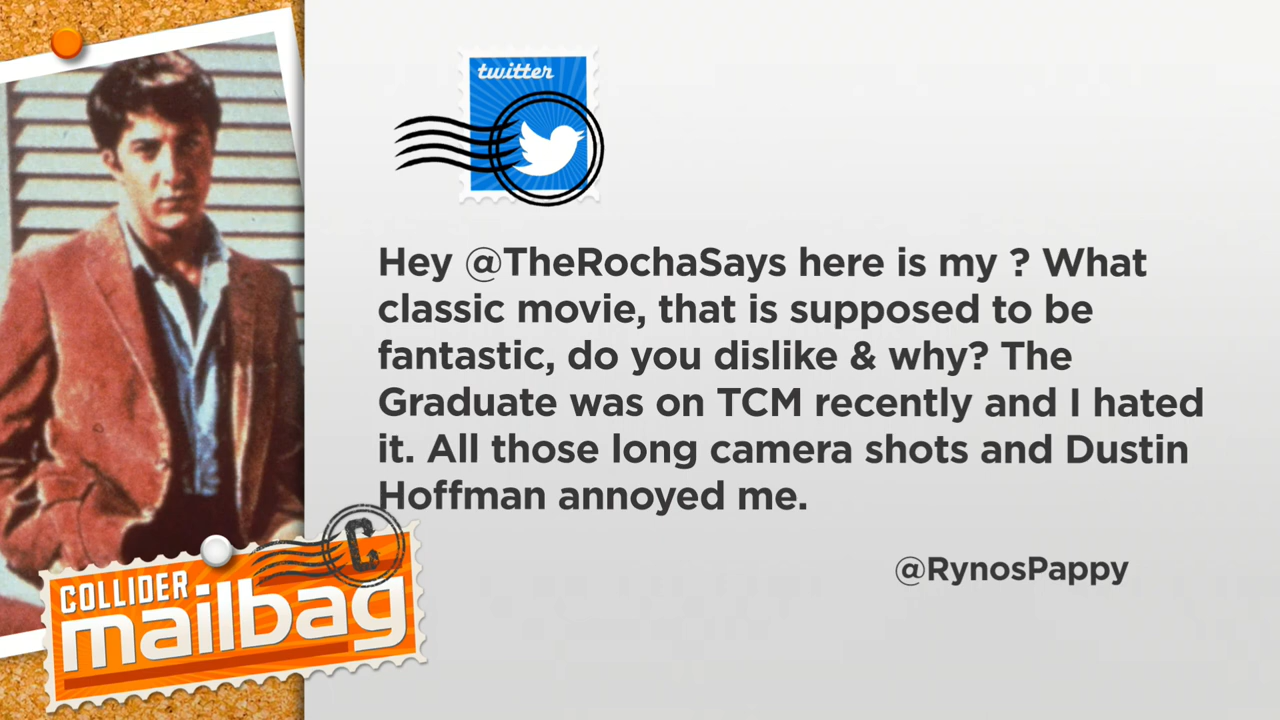 twitter
Hey @TheRochaSays here is my ? What
classic movie, that is supposed to be
fantastic, do you dislike & why? The
Graduate was on TCM recently and I hated
it. All those long camera shots and Dustin
Hoffman annoyed me.
@RynosPappy
C
COLLIDER
mailbag